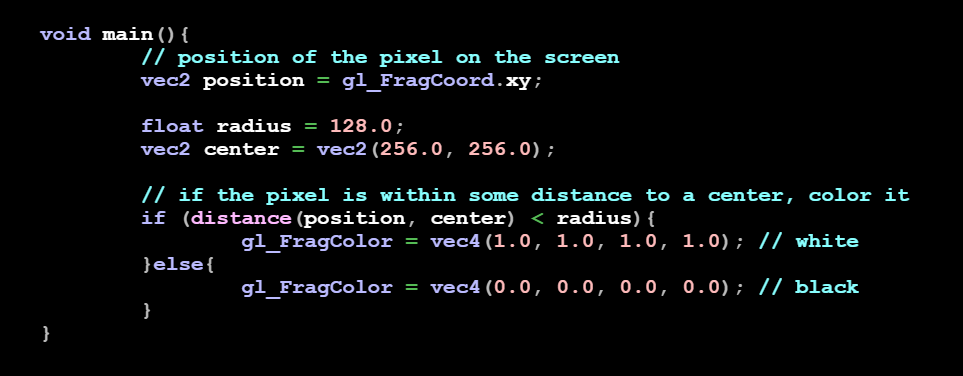 void main(){
// position of the pixel on the screen
vec2 position = gl_FragCoord.xy;
float radius = 128.0;
vec2 center = vec2(256.0, 256.0);
// if the pixel is within some distance to a center, color it
if (distance(position, center) < radius){
gl_FragColor = vec4(1.0, 1.0, 1.0, 1.0); // white
}else{
gl_FragColor = vec4(0.0, 0.0, 0.0, 0.0); // black
}
}